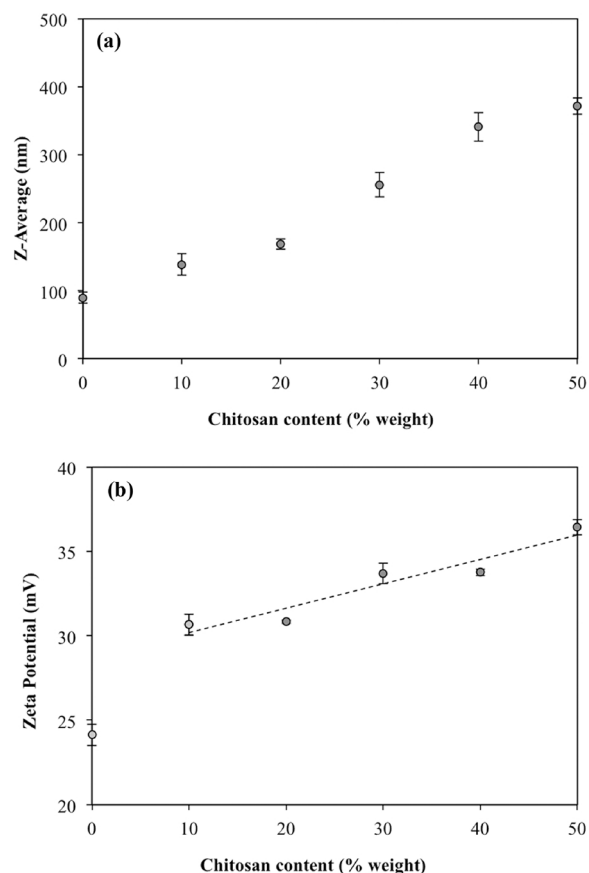 (a)
500
400
300
200
100
0
Z-Average (nm)
0 10 20 30 40 50
Chitosan content (% weight)
(b)
40
35
30
25
20
Zeta Potential (mV)
0 10 20 30 40 50
Chitosan content (% weight)